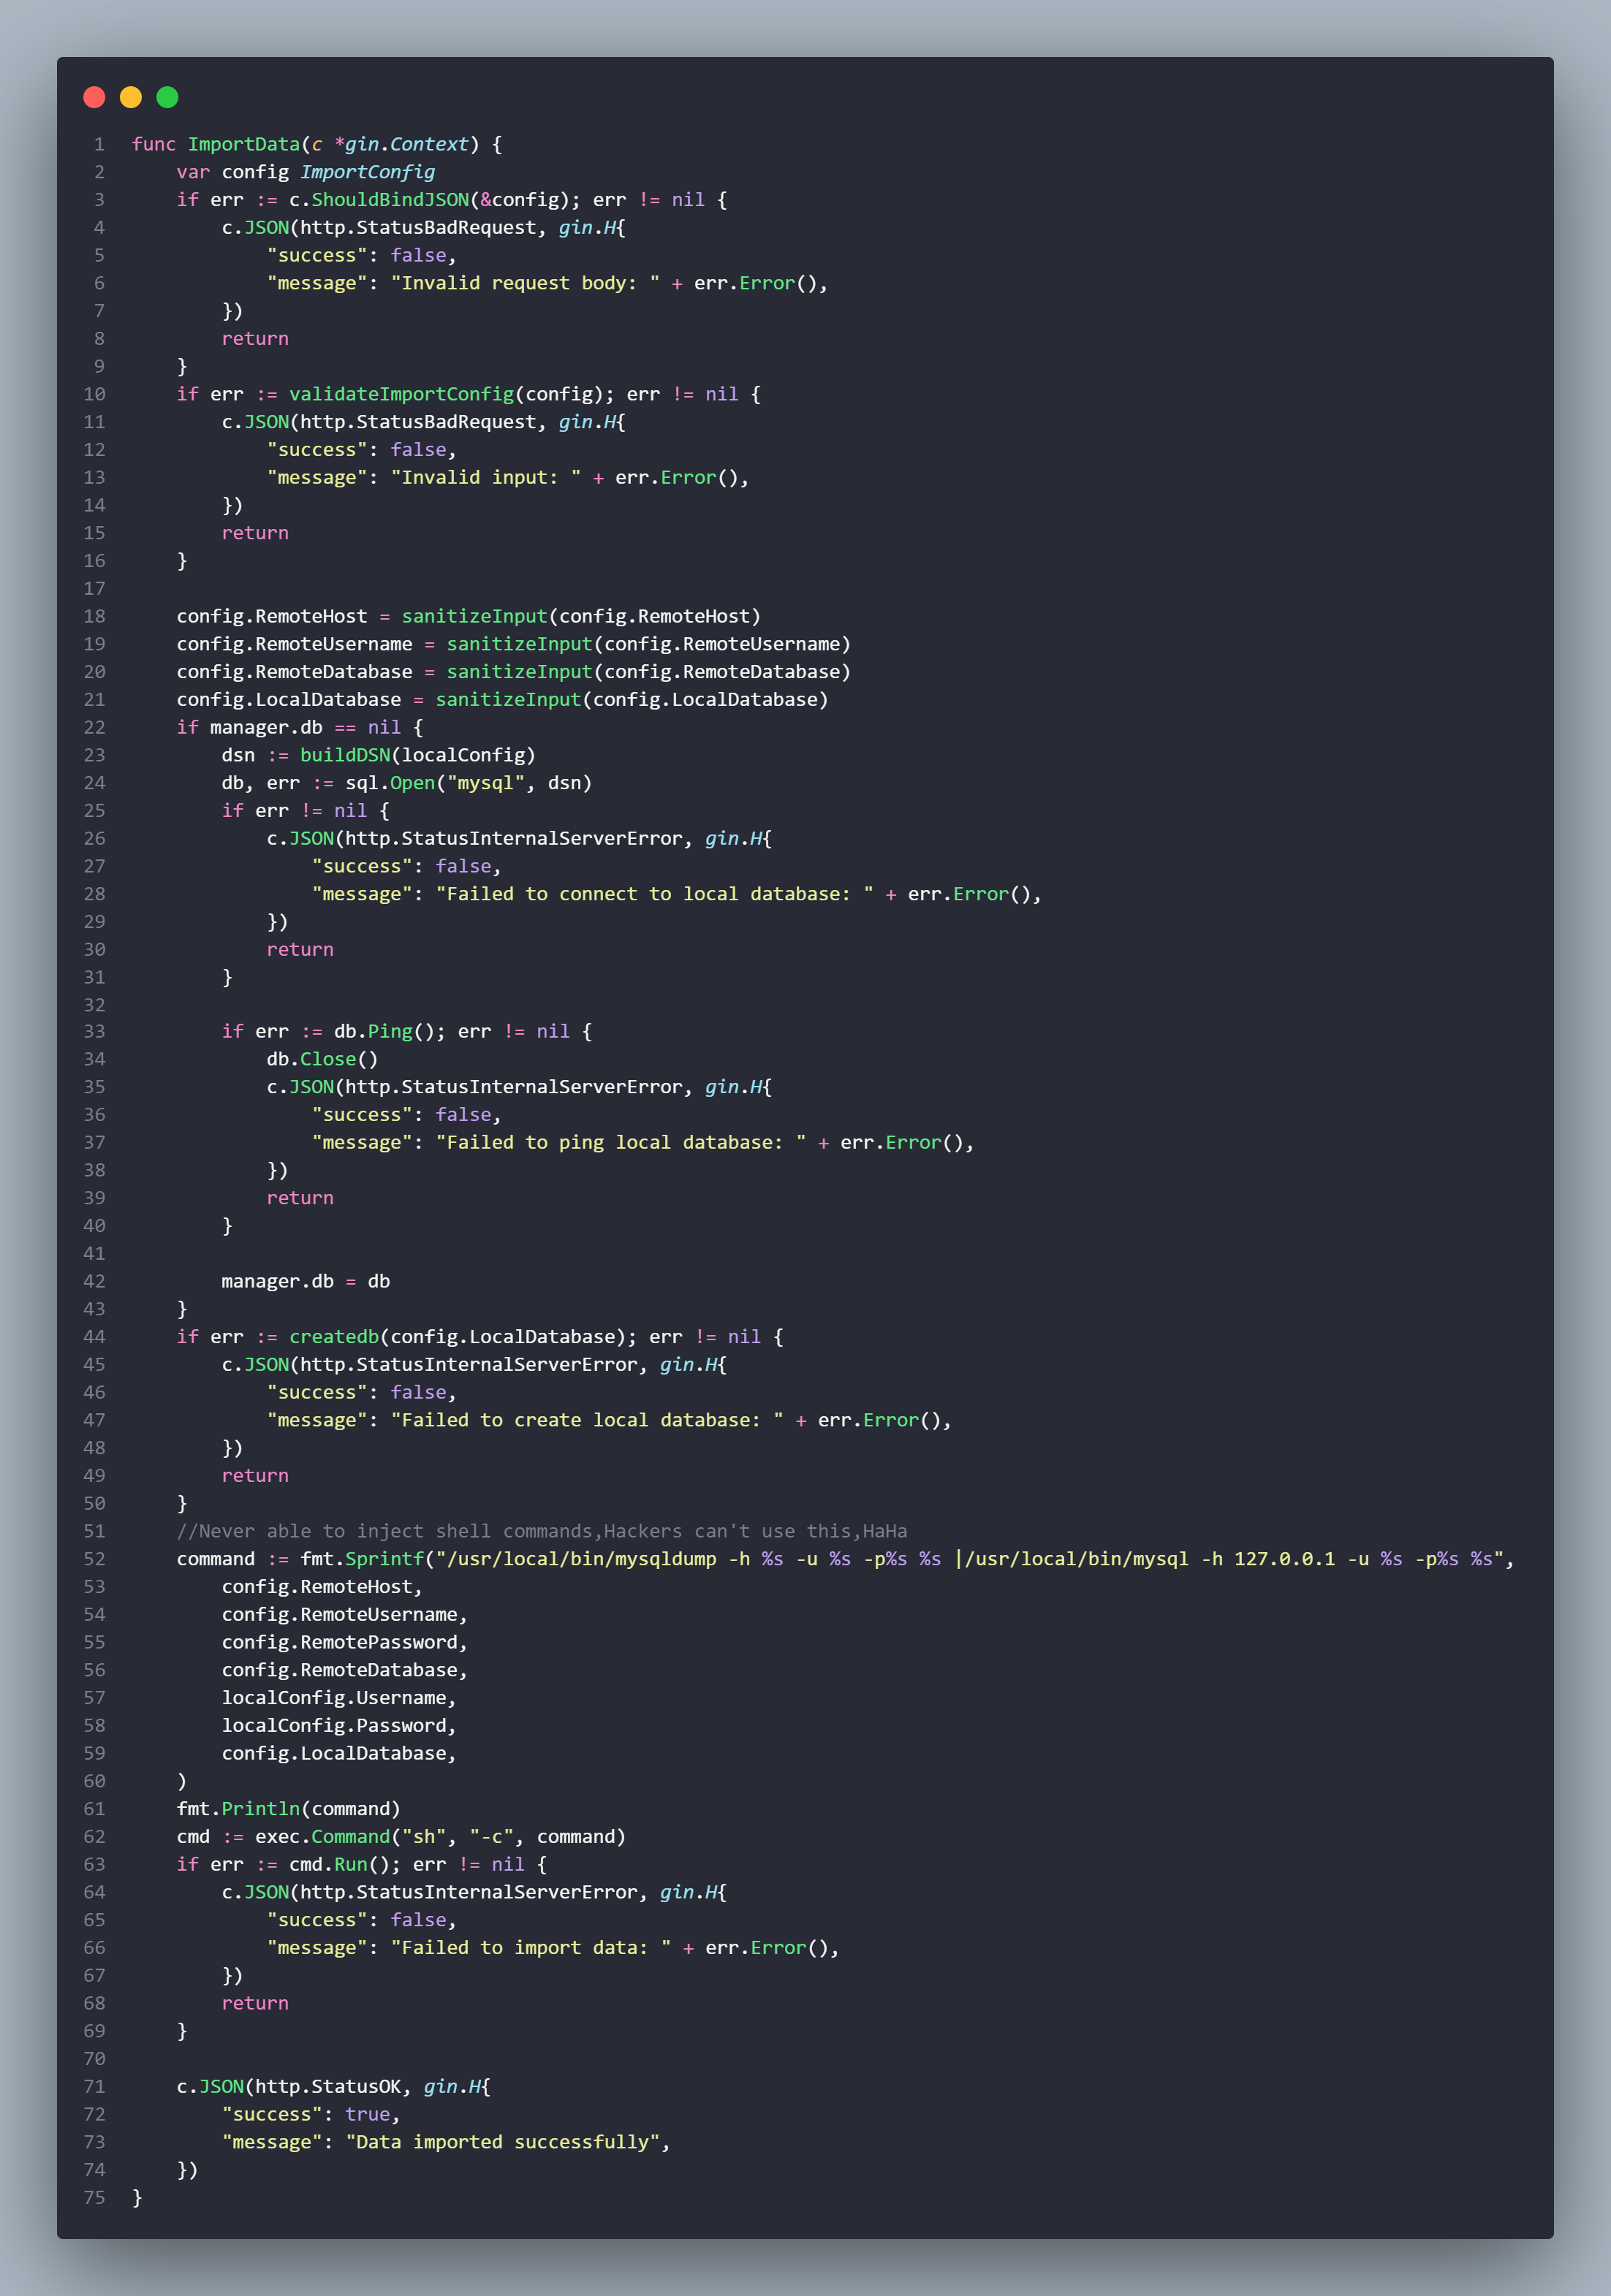 1 func ImportData(c *gin.Context) {
2     var config ImportConfig
3     if err := c.ShouldBindJSON(&config); err != nil {
4         c.JSON(http.StatusBadRequest, gin.H{
5             "success": false,
6             "message": "Invalid request body: " + err.Error(),
7         })
8         return
9     }
10     if err := validateImportConfig(config); err != nil {
11         c.JSON(http.StatusBadRequest, gin.H{
12             "success": false,
13             "message": "Invalid input: " + err.Error(),
14         })
15         return
16     }
17
18     config.RemoteHost = sanitizeInput(config.RemoteHost)
19     config.RemoteUsername = sanitizeInput(config.RemoteUsername)
20     config.RemoteDatabase = sanitizeInput(config.RemoteDatabase)
21     config.LocalDatabase = sanitizeInput(config.LocalDatabase)
22     if manager.db == nil {
23         dsn := buildDSN(localConfig)
24         db, err := sql.Open("mysql", dsn)
25         if err != nil {
26             c.JSON(http.StatusInternalServerError, gin.H{
27                 "success": false,
28                 "message": "Failed to connect to local database: " + err.Error(),
29             })
30             return
31         }
32
33         if err := db.Ping(); err != nil {
34             db.Close()
35             c.JSON(http.StatusInternalServerError, gin.H{
36                 "success": false,
37                 "message": "Failed to ping local database: " + err.Error(),
38             })
39             return
40         }
41
42         manager.db = db
43     }
44     if err := createdb(config.LocalDatabase); err != nil {
45         c.JSON(http.StatusInternalServerError, gin.H{
46             "success": false,
47             "message": "Failed to create local database: " + err.Error(),
48         })
49         return
50     }
51     //Never able to inject shell commands,Hackers can't use this,HaHa
52     command := fmt.Sprintf("/usr/local/bin/mysqldump -h %s -u %s -p%s %s |/usr/local/bin/mysql -h 127.0.0.1 -u %s -p%s %s",
53         config.RemoteHost,
54         config.RemoteUsername,
55         config.RemotePassword,
56         config.RemoteDatabase,
57         localConfig.Username,
58         localConfig.Password,
59         config.LocalDatabase,
60     )
61     fmt.Println(command)
62     cmd := exec.Command("sh", "-c", command)
63     if err := cmd.Run(); err != nil {
64         c.JSON(http.StatusInternalServerError, gin.H{
65             "success": false,
66             "message": "Failed to import data: " + err.Error(),
67         })
68         return
69     }
70
71     c.JSON(http.StatusOK, gin.H{
72         "success": true,
73         "message": "Data imported successfully",
74     })
75 }